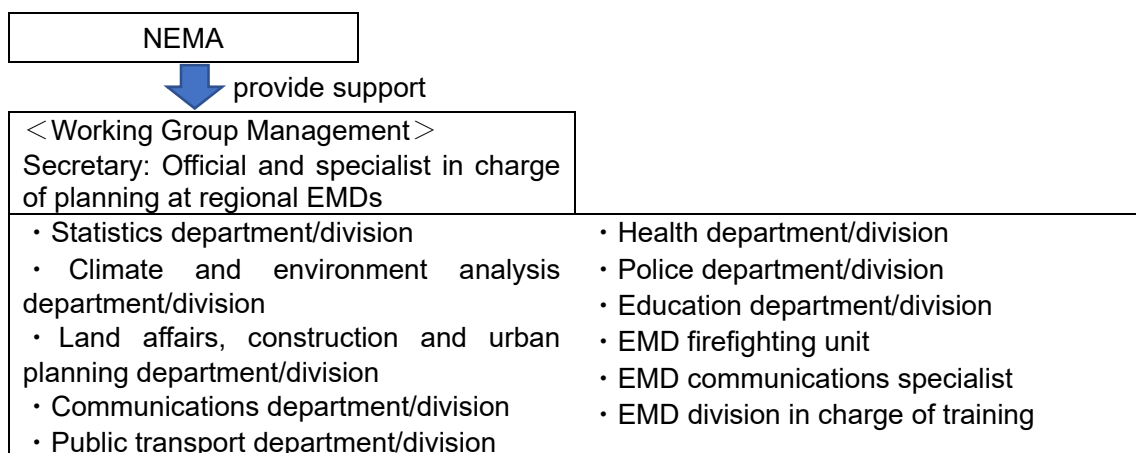 NEMA
provide support
＜Working Group Management＞
Secretary: Official and specialist in charge
of planning at regional EMDs
・Statistics department/division
・ Climate and environment analysis
department/division
・Land affairs, construction and urban
planning department/division
・Communications department/division
・Public transport department/division
・Health department/division
・Police department/division
・Education department/division
・EMD firefighting unit
・EMD communications specialist
・EMD division in charge of training